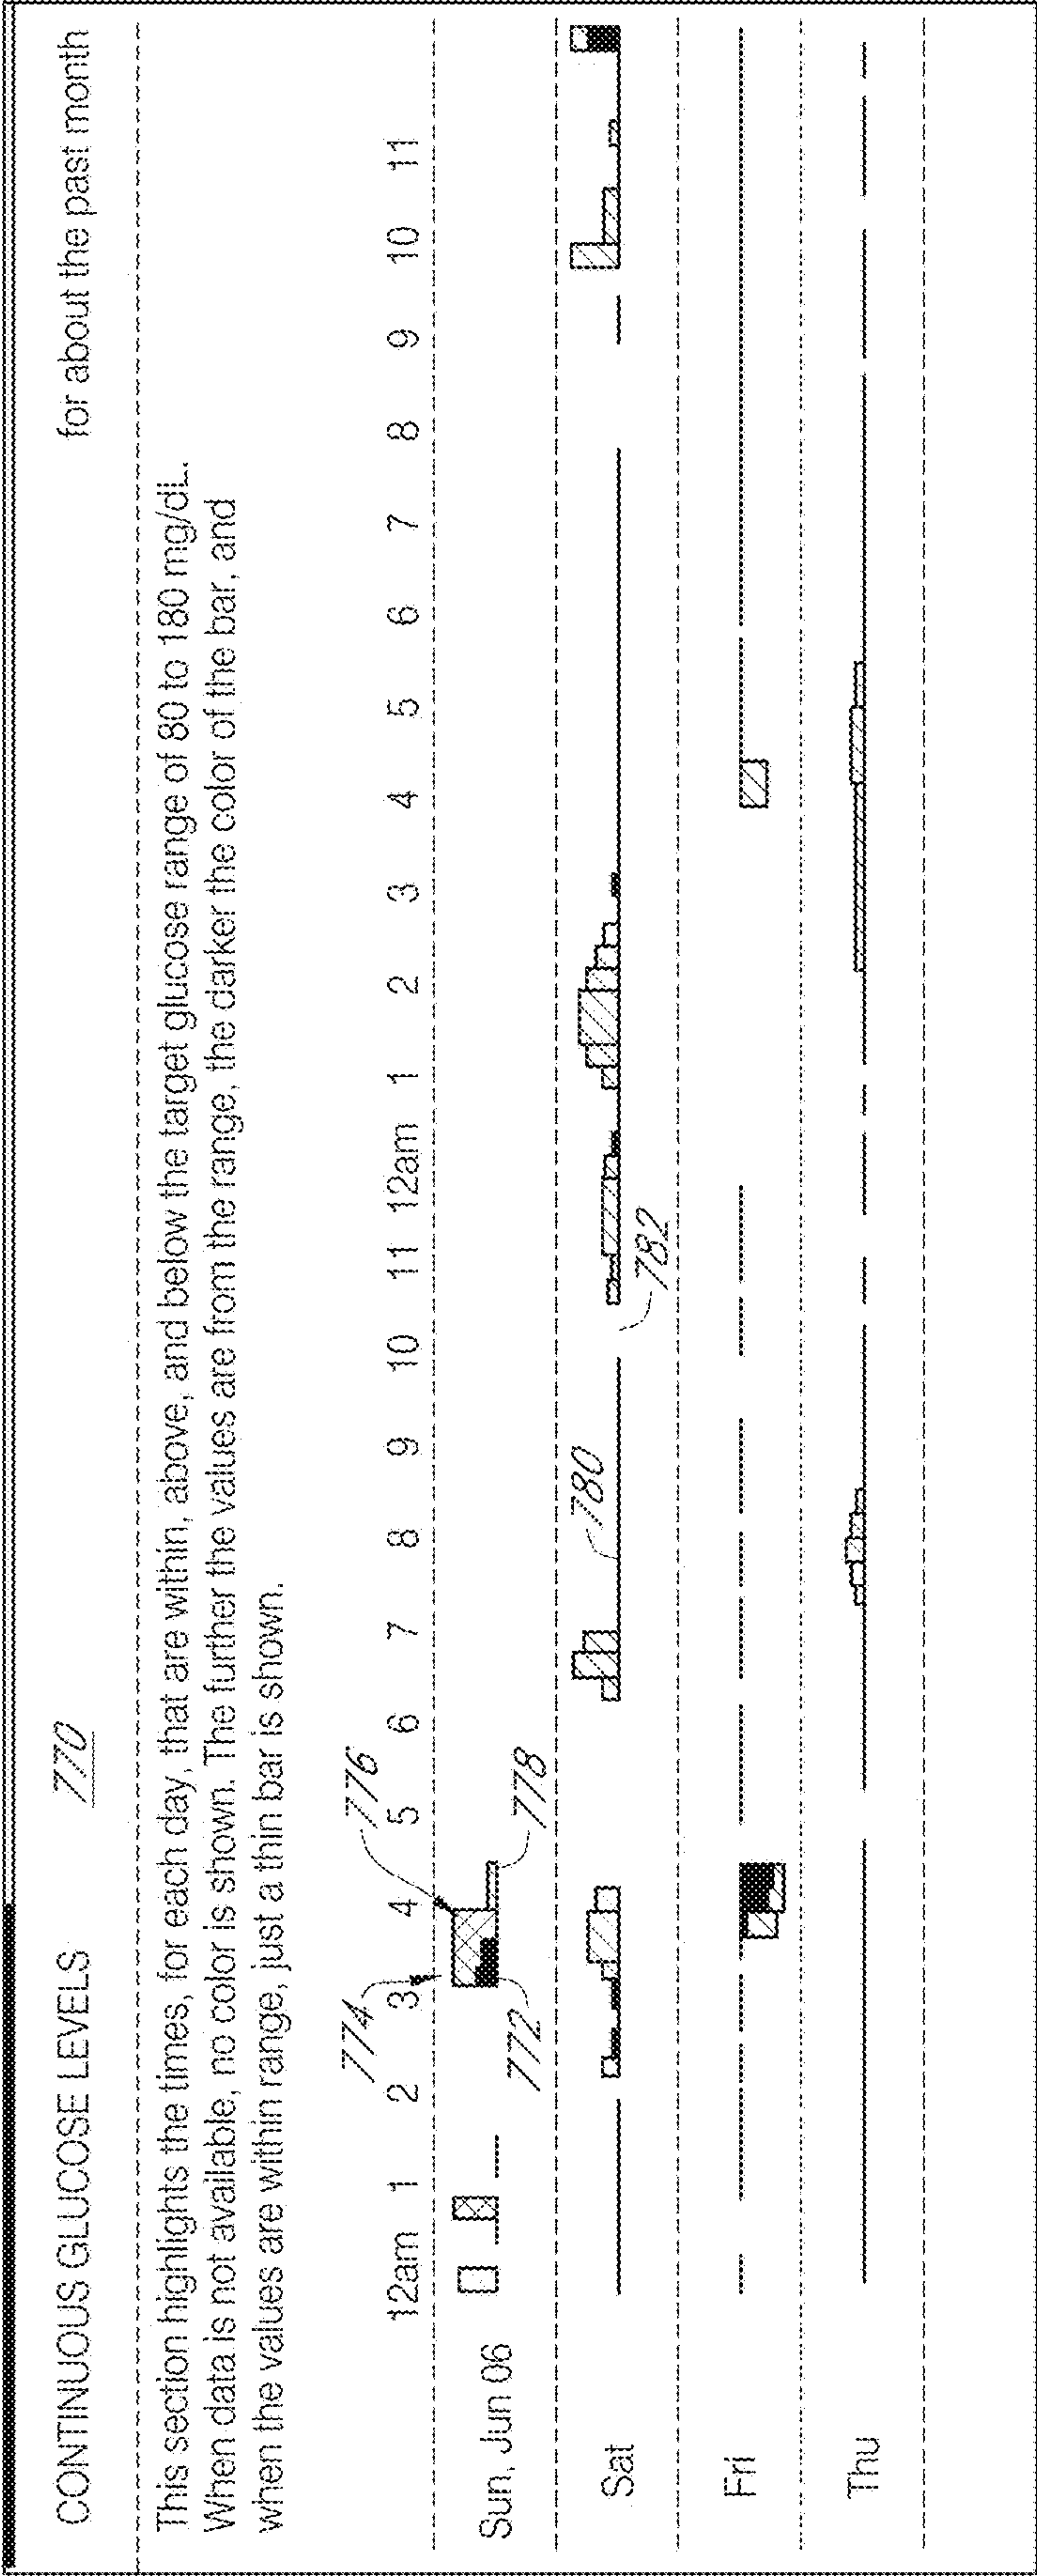 CONTINUOUS GLUCOSE LEVELS 770 for about the past month
This section highlights the times, for each day, that are within, above, and below the target glucose range of 80 to 180 mg/dL.
When data is not available, no color is shown. The further the values are from the range, the darker the color of the bar, and
when the values are within range, just a thin bar is shown.
774 776
12am 1 2 3 4 5 6 7 8 9 10 11 12am 1 2 3 4 5 6 7 8 9 10 11
Sun, Jun 06
772 778
780
Sat
782
Fri
Thu